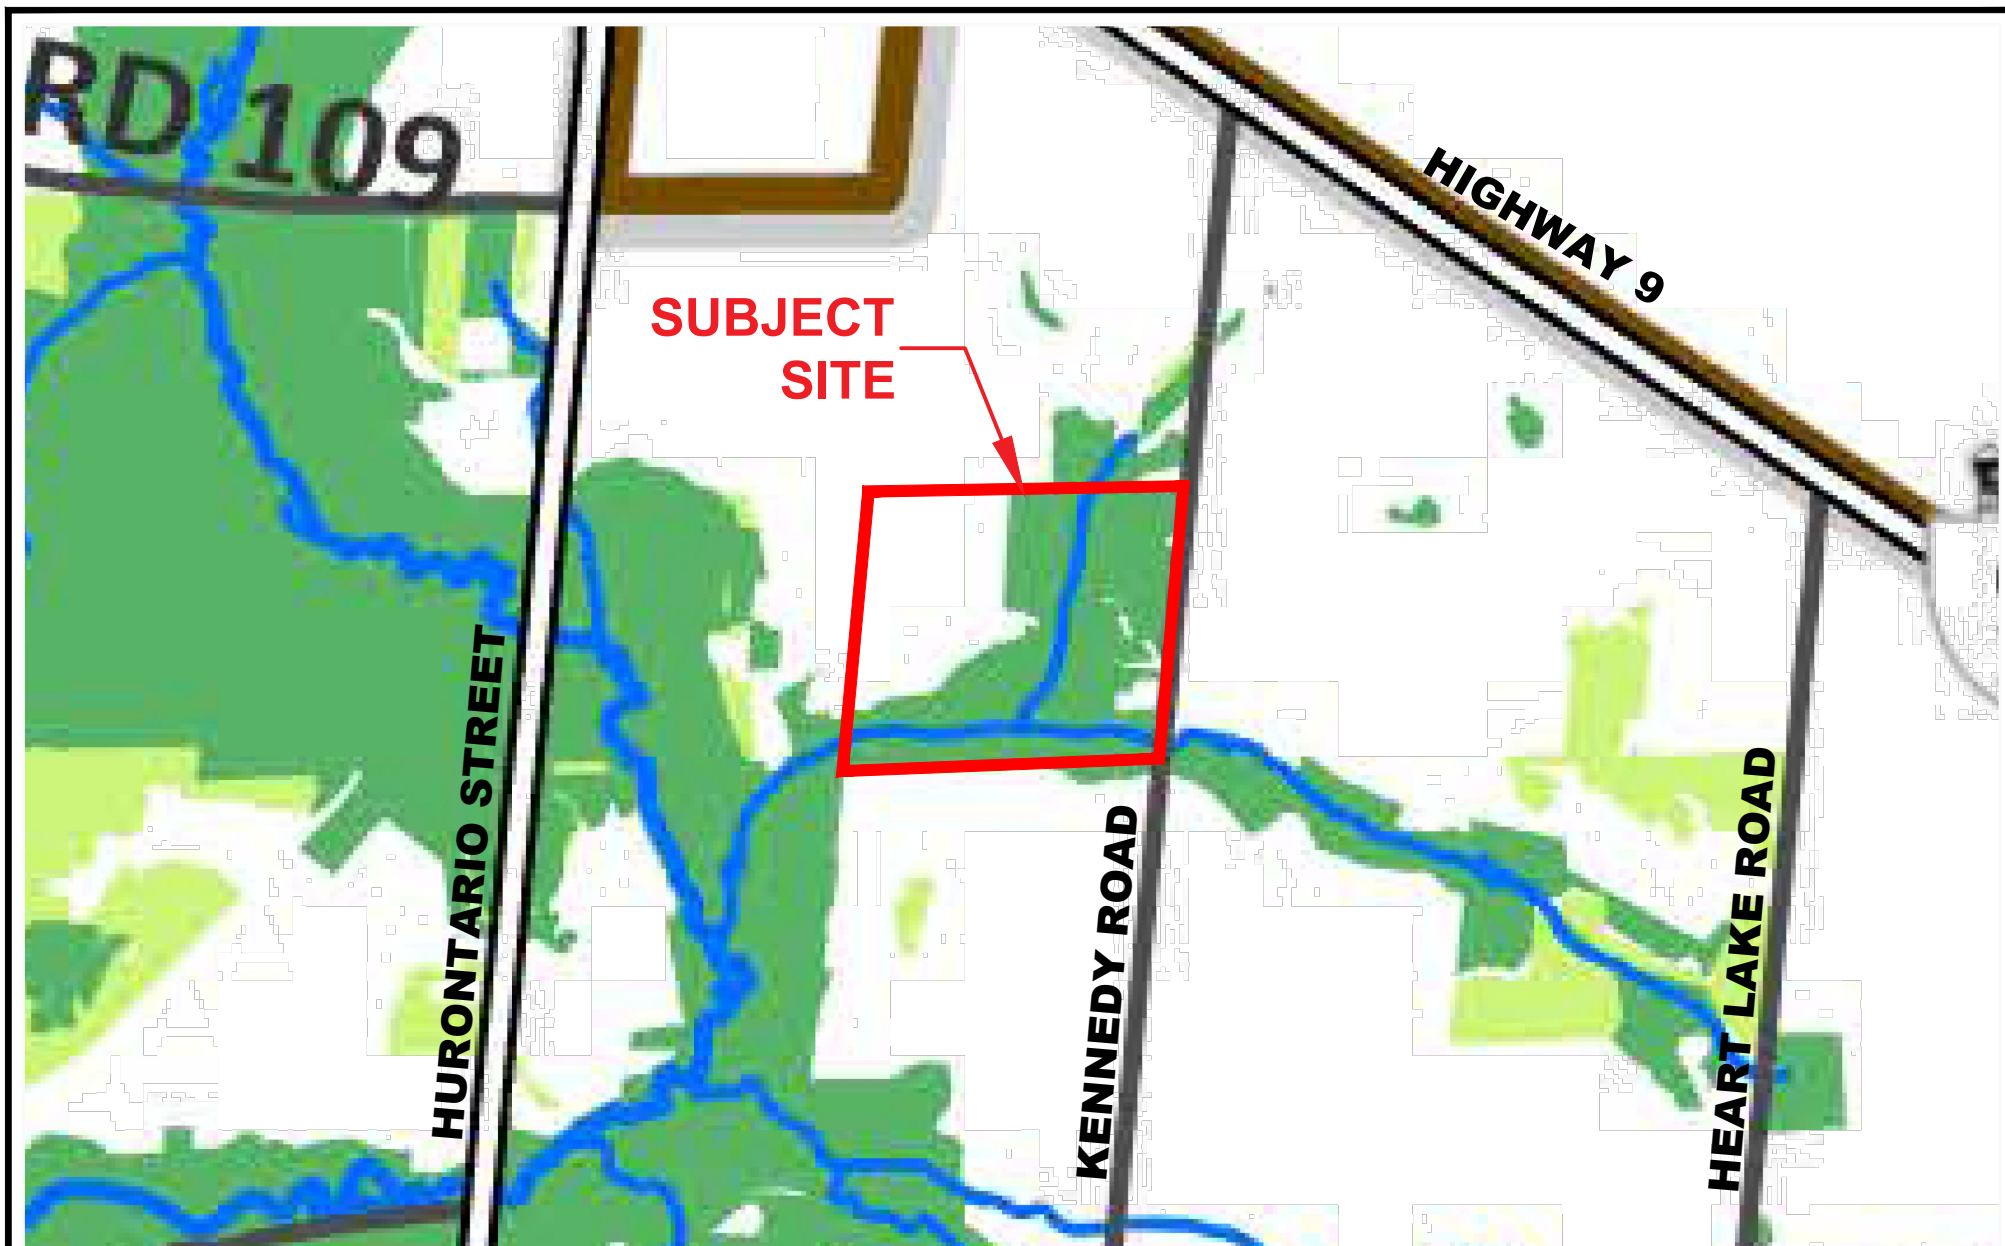 RD 109
HIGHWAY 9
SUBJECT
SITE
HURONTARIO STREET
KENNEDY ROAD
HEART LAKE ROAD